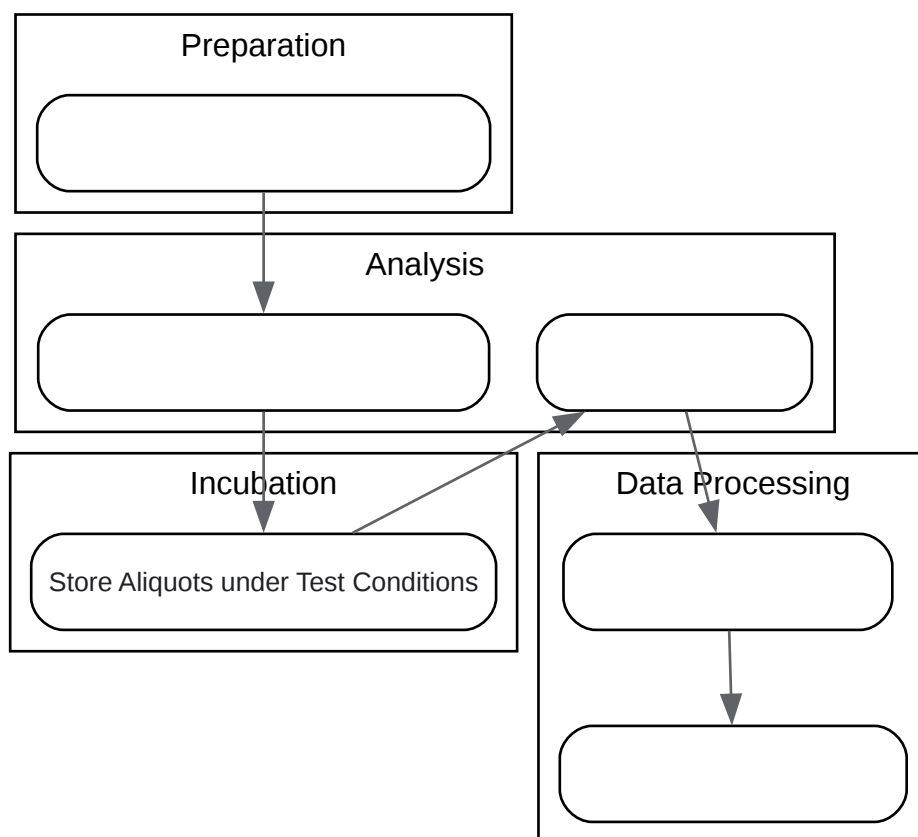 Preparation
Analysis
Incubation
Data Processing
Store Aliquots under Test Conditions